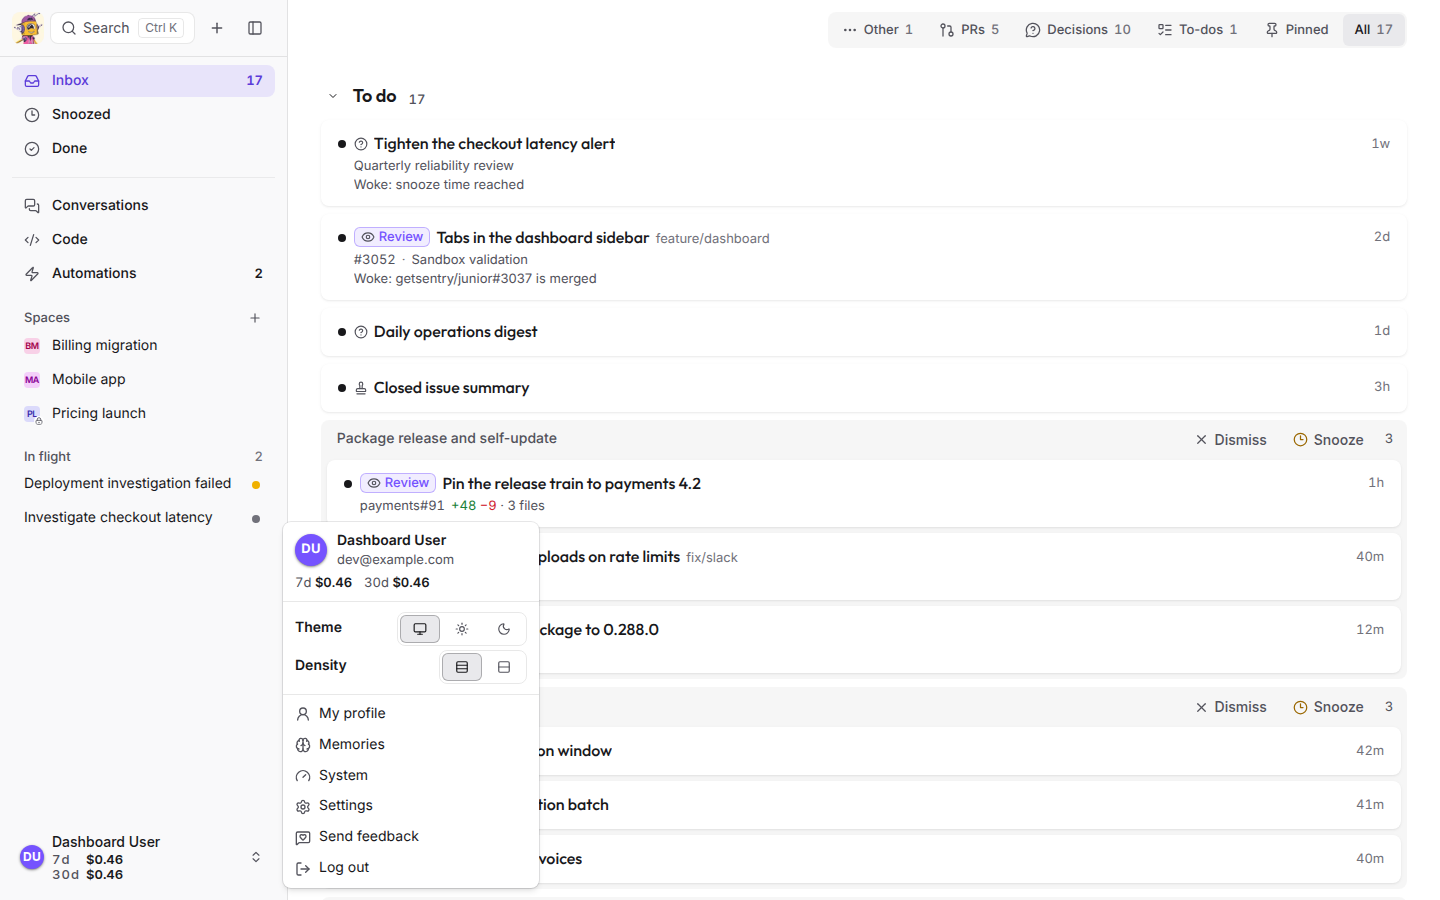 Search Ctrl K
Inbox 17
Snoozed
Done
Conversations
Code
Automations 2
Spaces
BM Billing migration
MA Mobile app
PL Pricing launch
In flight 2
Deployment investigation failed
Investigate checkout latency
DU Dashboard User
7d $0.46
30d $0.46
Other 1 PRs 5 Decisions 10 To-dos 1 Pinned All 17
To do 17
Tighten the checkout latency alert 1w
Quarterly reliability review
Woke: snooze time reached
Review Tabs in the dashboard sidebar feature/dashboard 2d
#3052 · Sandbox validation
Woke: getsentry/junior#3037 is merged
Daily operations digest 1d
Closed issue summary 3h
Package release and self-update Dismiss Snooze 3
Review Pin the release train to payments 4.2 1h
payments#91 +48 −9 · 3 files
ploads on rate limits fix/slack 40m
ckage to 0.288.0 12m
Dismiss Snooze 3
on window 42m
tion batch 41m
voices 40m
DU Dashboard User
dev@example.com
7d $0.46 30d $0.46
Theme
Density
My profile
Memories
System
Settings
Send feedback
Log out